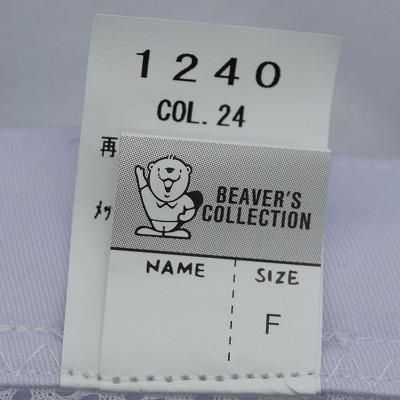 1240
COL. 24
再
メッ
BEAVER'S
COLLECTION
NAME
SIZE
F